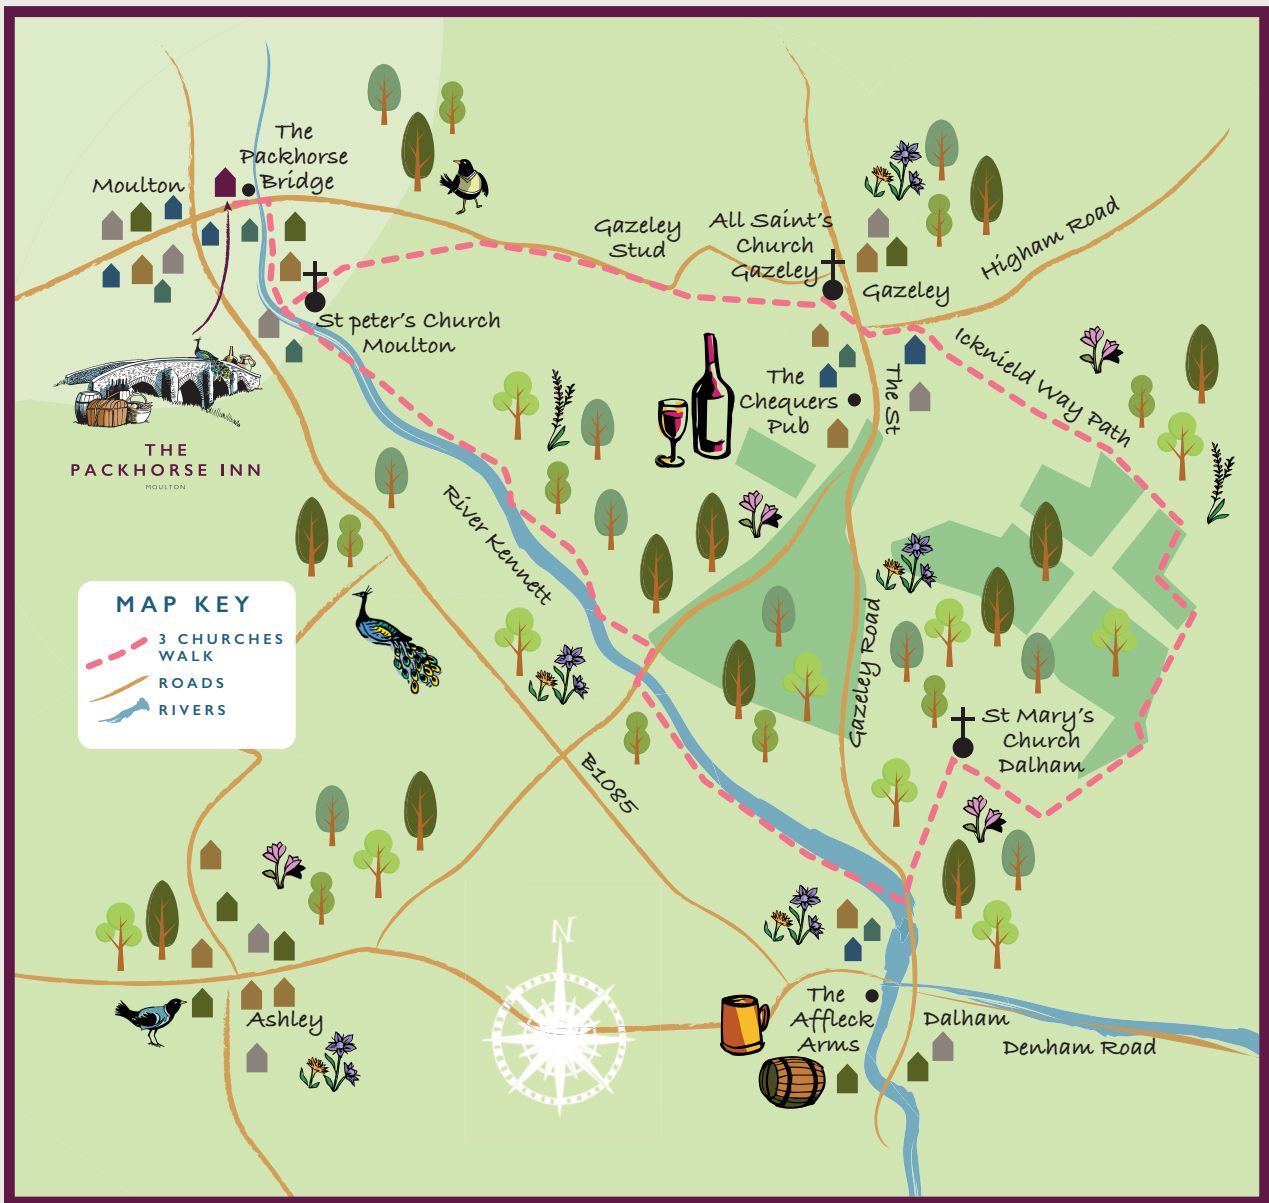 The
Packhorse
Bridge
Moulton
All Saint's
Church
Gazeley
Gazeley
Stud
Higham Road
Gazeley
St peter's Church
Moulton
Icknield Way Path
The
Chequers
Pub
The St
THE
PACKHORSE INN
MOULTON
River Kennett
MAP KEY
3 CHURCHES
WALK
ROADS
RIVERS
Gazeley Road
St Mary's
Church
Dalham
B1085
N
The
Affleck
Arms
Dalham
Denham Road
Ashley